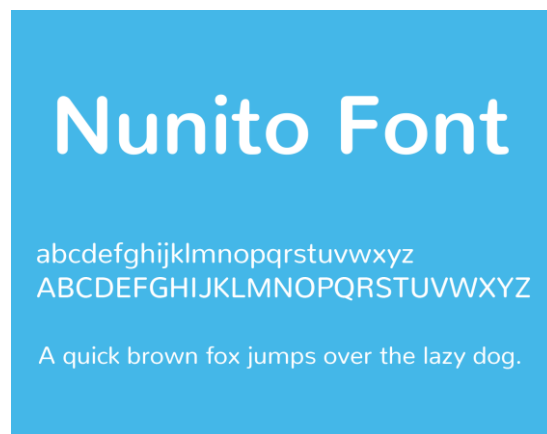 Nunito Font
abcdefghijklmnopqrstuvwxyz
ABCDEFGHIJKLMNOPQRSTUVWXYZ
A quick brown fox jumps over the lazy dog.